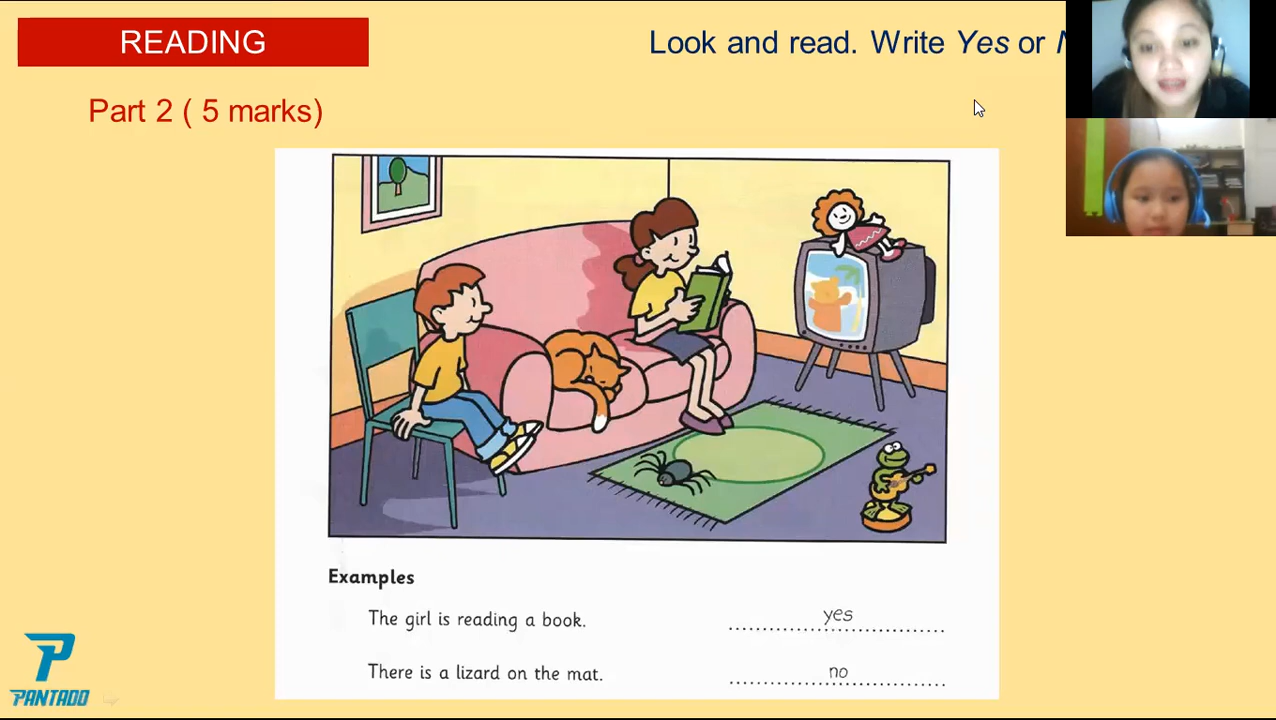 READING
Look and read. Write Yes or
Part 2 ( 5 marks)
Examples
The girl is reading a book. yes
There is a lizard on the mat. no
PANTADO